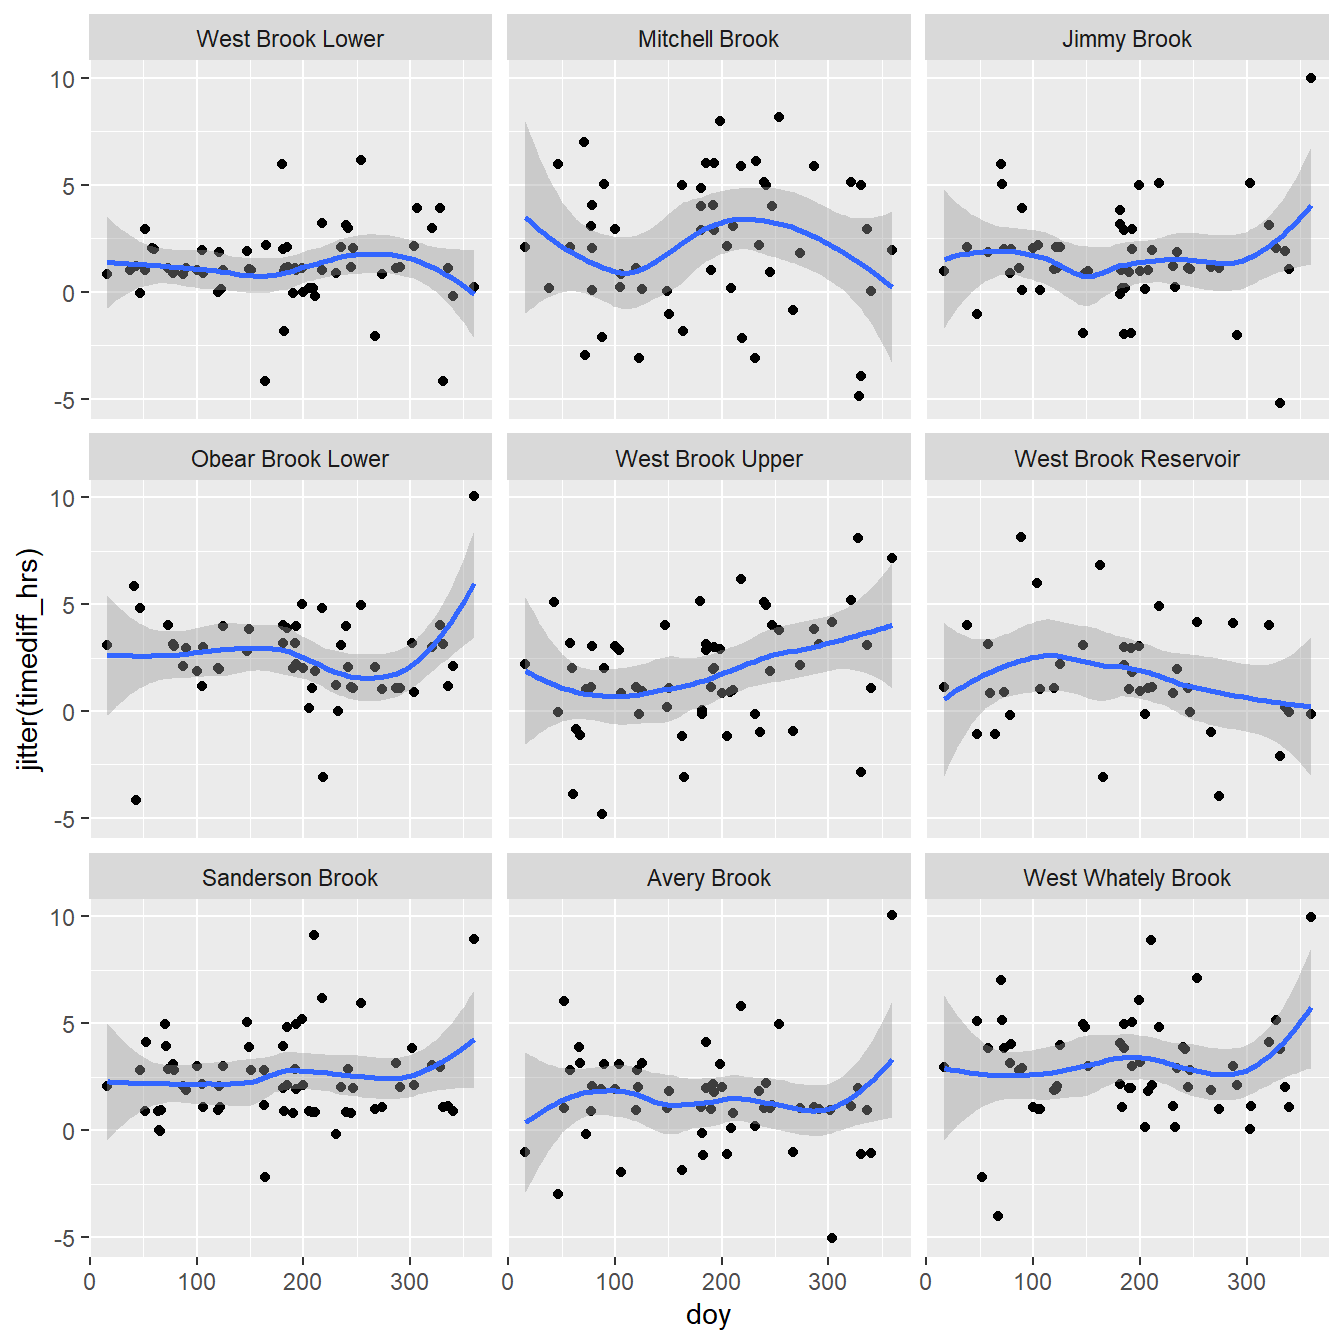 West Brook Lower
Mitchell Brook
Jimmy Brook
10
5
0
-5
Obear Brook Lower
West Brook Upper
West Brook Reservoir
10
5
0
-5
jitter(timediff_hrs)
Sanderson Brook
Avery Brook
West Whately Brook
10
5
0
-5
0 100 200 300 0 100 200 300 0 100 200 300
doy